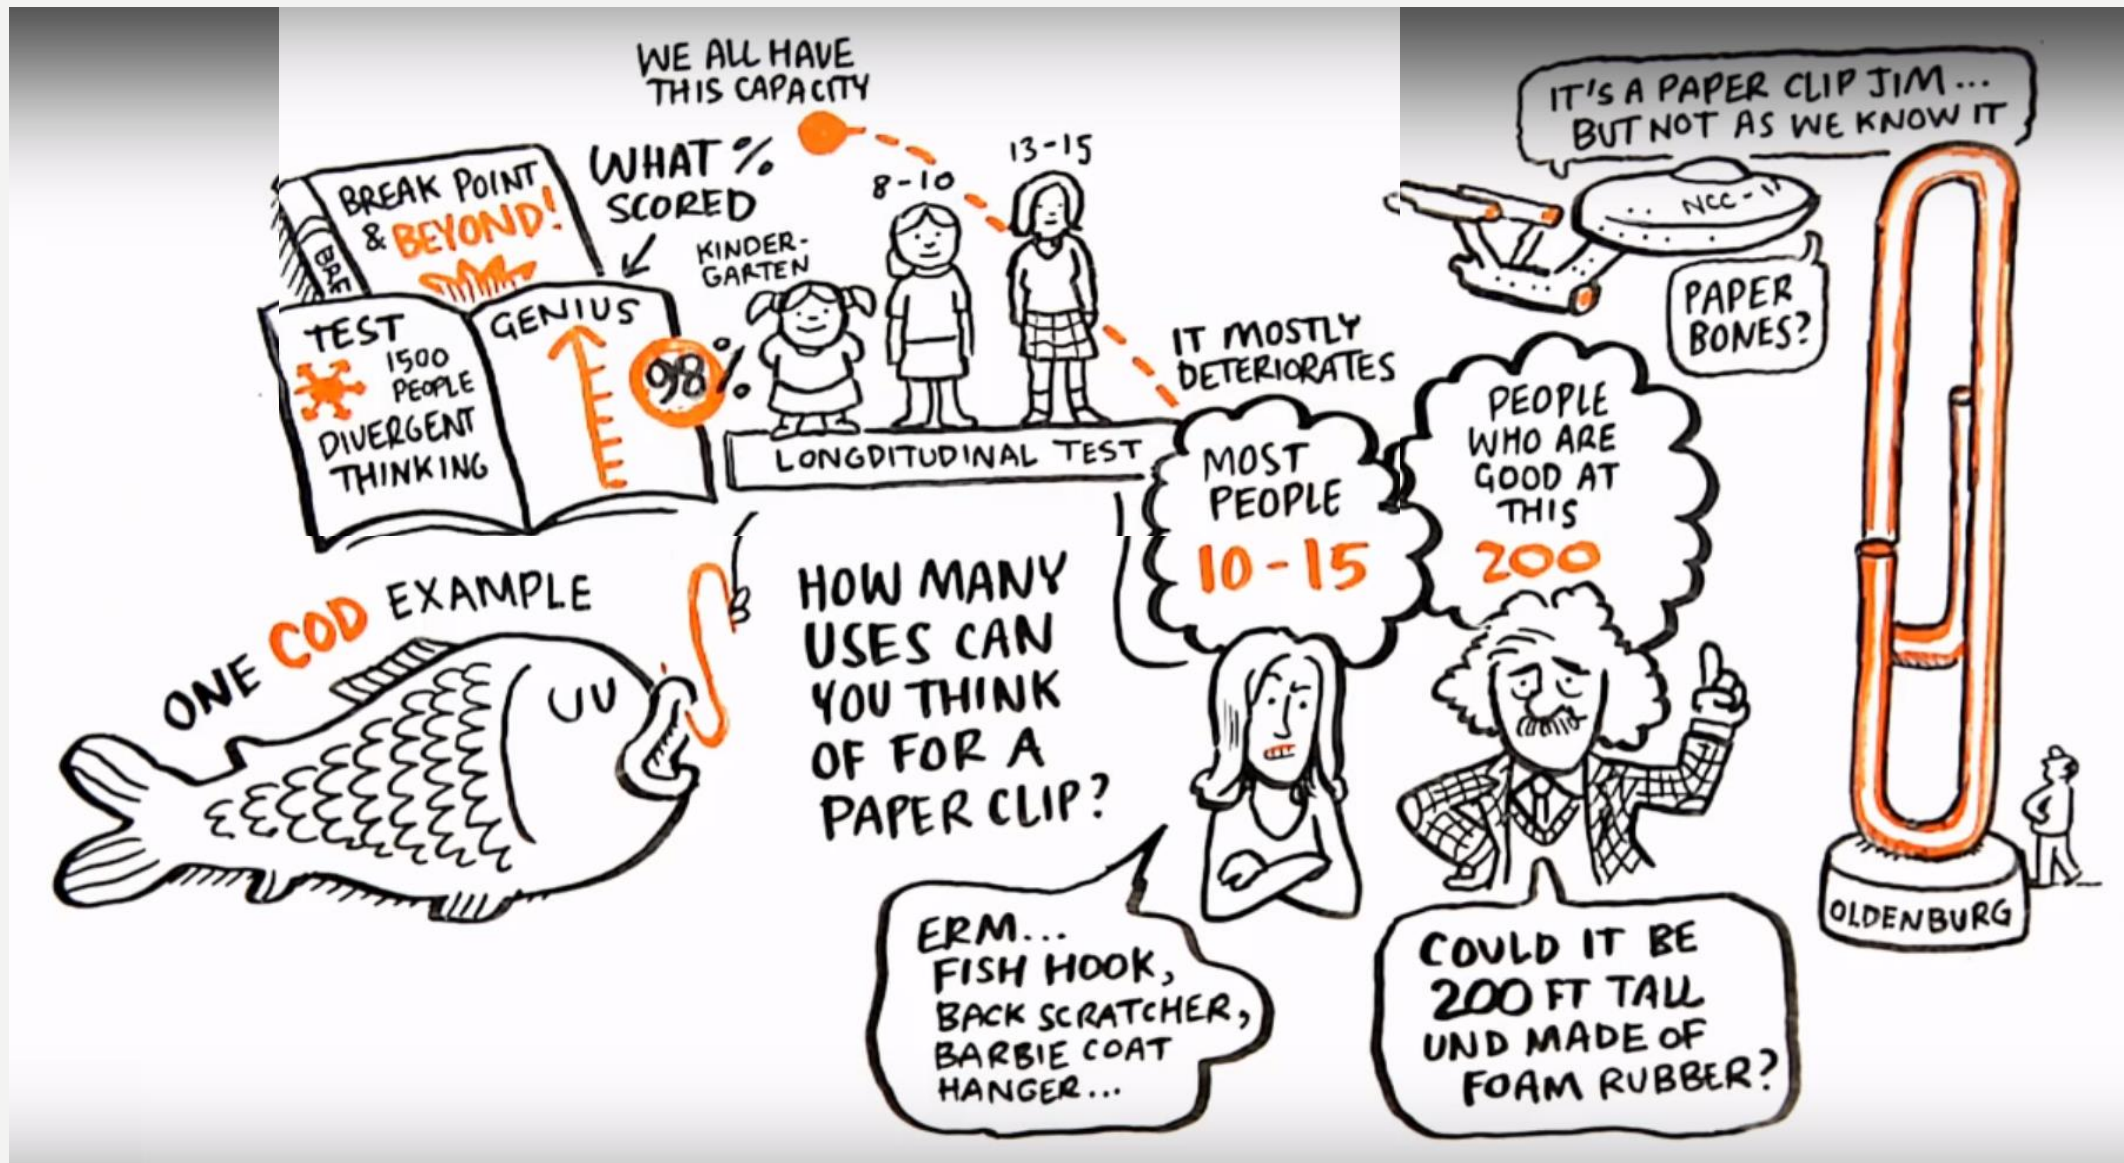 WE ALL HAVE
THIS CAPACITY
BREAK POINT
& BEYOND!
BRE
WHAT %
SCORED
KINDER-
GARTEN
8-10
13-15
TEST
1500
PEOPLE
DIVERGENT
THINKING
GENIUS
98%
LONGDITUDINAL TEST
IT MOSTLY
DETERIORATES
IT'S A PAPER CLIP JIM...
BUT NOT AS WE KNOW IT
NCC-17
PAPER
BONES?
MOST
PEOPLE
10-15
PEOPLE
WHO ARE
GOOD AT
THIS
200
ONE COD EXAMPLE
HOW MANY
USES CAN
YOU THINK
OF FOR A
PAPER CLIP?
ERM...
FISH HOOK,
BACK SCRATCHER,
BARBIE COAT
HANGER...
COULD IT BE
200 FT TALL
UND MADE OF
FOAM RUBBER?
OLDENBURG